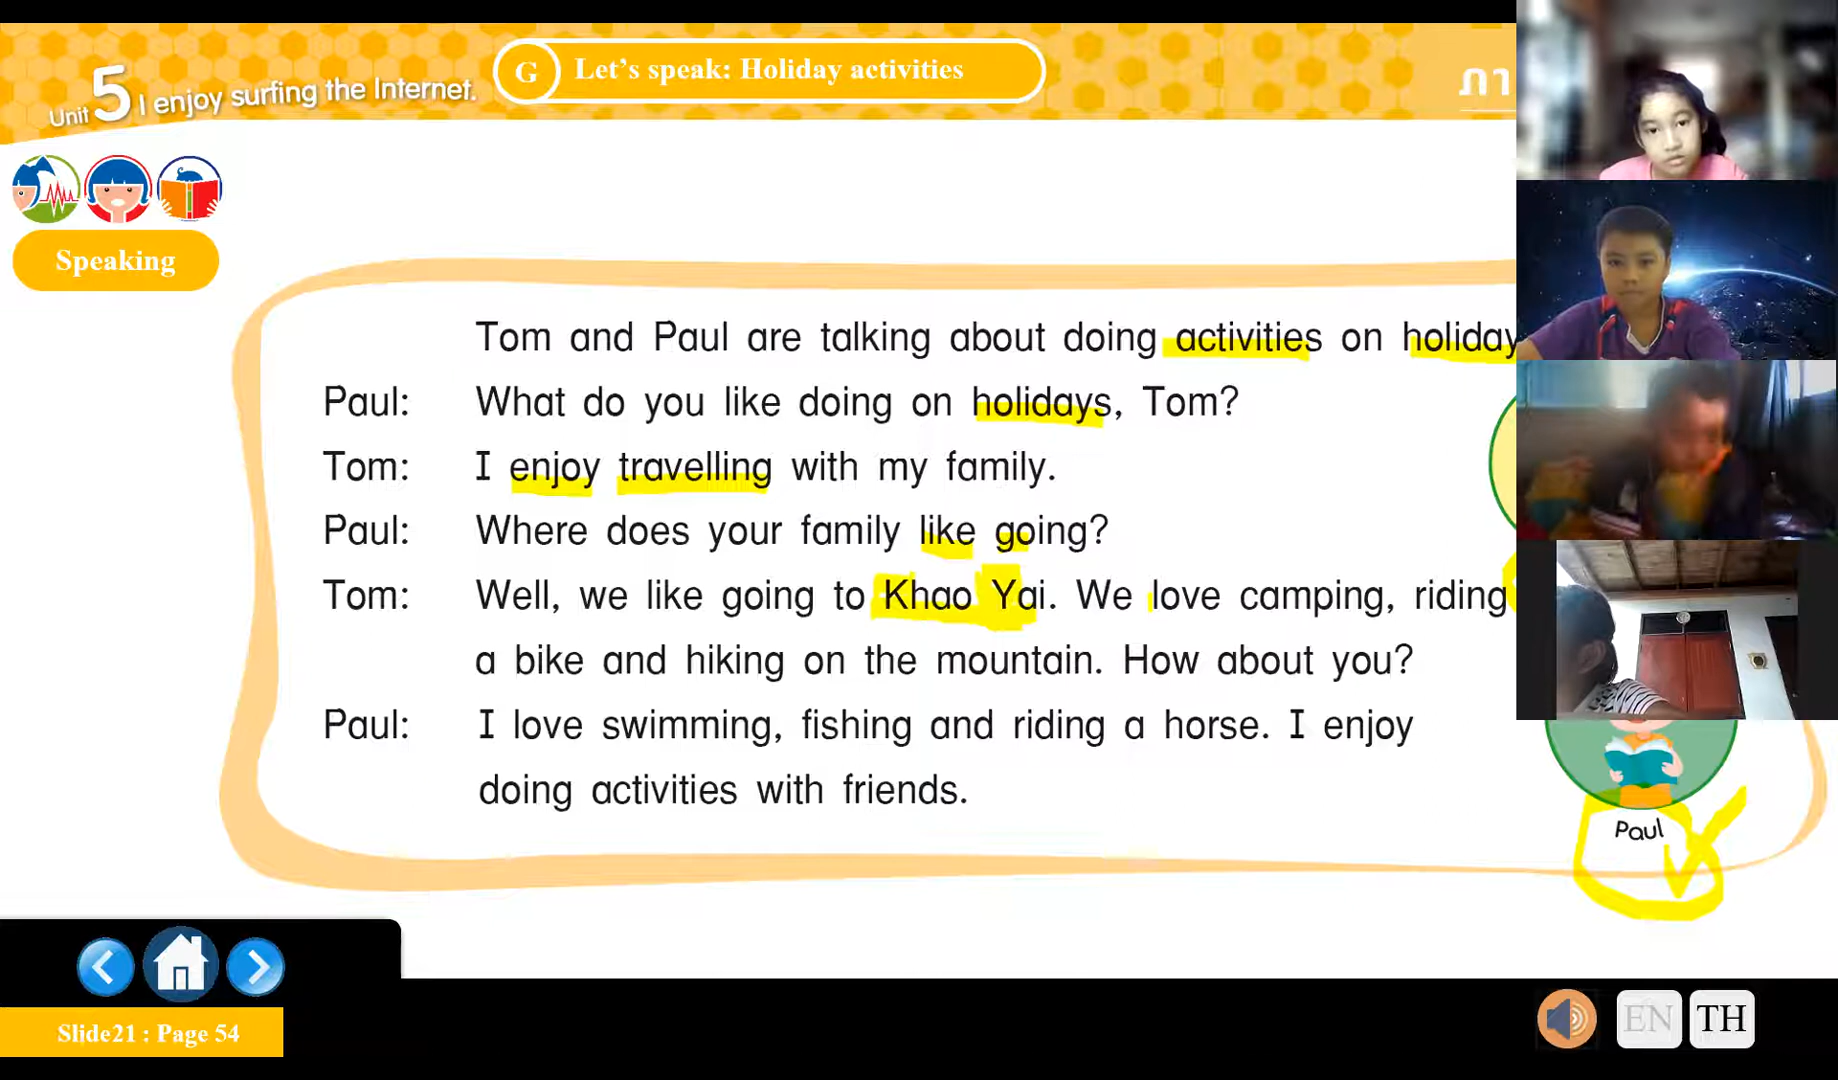 Unit 5 I enjoy surfing the Internet.
G Let's speak: Holiday activities
ภา
Speaking
Tom and Paul are talking about doing activities on holiday
Paul: What do you like doing on holidays, Tom?
Tom: I enjoy travelling with my family.
Paul: Where does your family like going?
Tom: Well, we like going to Khao Yai. We love camping, riding
a bike and hiking on the mountain. How about you?
Paul: I love swimming, fishing and riding a horse. I enjoy
doing activities with friends.
Paul
Slide21 : Page 54
EN TH